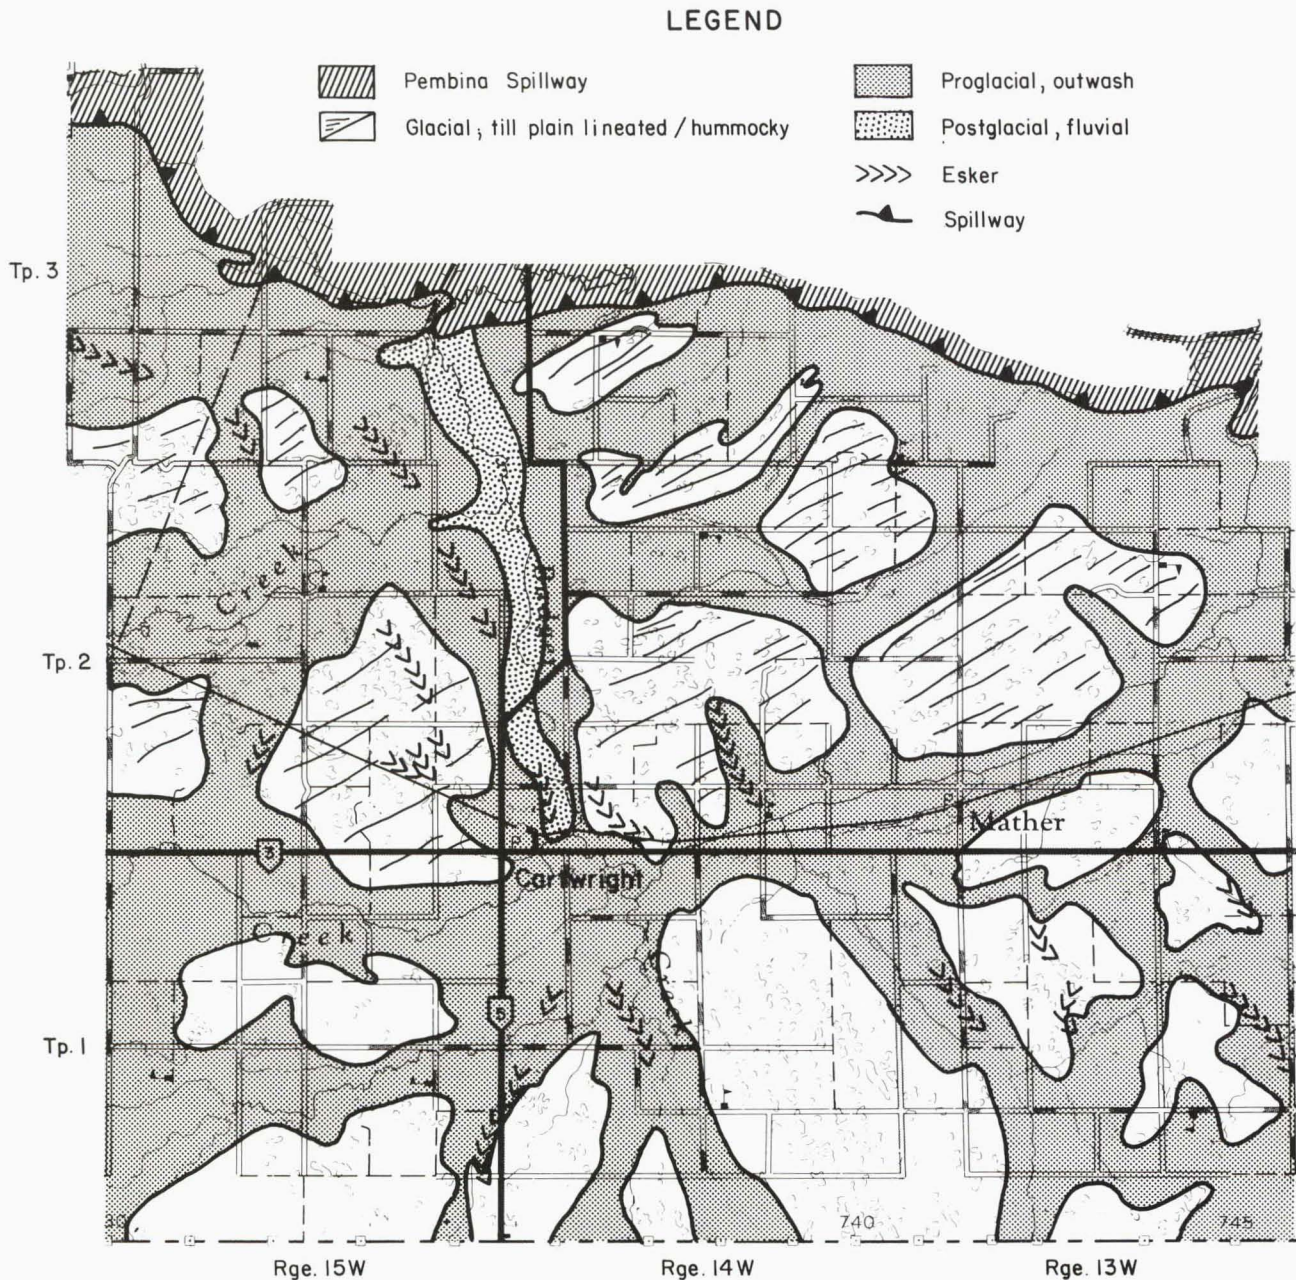 LEGEND
Pembina Spillway
Glacial; till plain lineated / hummocky
Proglacial, outwash
Postglacial, fluvial
Esker
Spillway
Tp. 3
Creek
Tp. 2
Mather
3
Cartwright
Creek
Creek
5
Tp. 1
740
745
Rge. 15W
Rge. 14W
Rge. 13W